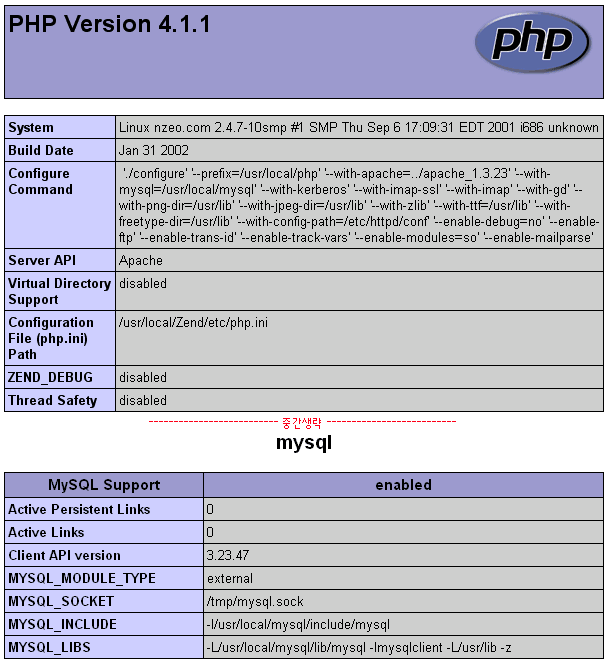 PHP Version 4.1.1
php
System Linux nzeo.com 2.4.7-10smp #1 SMP Thu Sep 6 17:09:31 EDT 2001 i686 unknown
Build Date Jan 31 2002
Configure Command './configure' '--prefix=/usr/local/php' '--with-apache=../apache_1.3.23' '--with-
mysql=/usr/local/mysql' '--with-kerberos' '--with-imap-ssl' '--with-imap' '--with-gd' '--
with-png-dir=/usr/lib' '--with-jpeg-dir=/usr/lib' '--with-zlib' '--with-ttf=/usr/lib' '--with-
freetype-dir=/usr/lib' '--with-config-path=/etc/httpd/conf' '--enable-debug=no' '--enable-
ftp' '--enable-trans-id' '--enable-track-vars' '--enable-modules=so' '--enable-mailparse'
Server API Apache
Virtual Directory Support disabled
Configuration File (php.ini) Path /usr/local/Zend/etc/php.ini
ZEND_DEBUG disabled
Thread Safety disabled
--------------------------- 중간생략 ---------------------------
mysql
MySQL Support enabled
Active Persistent Links 0
Active Links 0
Client API version 3.23.47
MYSQL_MODULE_TYPE external
MYSQL_SOCKET /tmp/mysql.sock
MYSQL_INCLUDE -I/usr/local/mysql/include/mysql
MYSQL_LIBS -L/usr/local/mysql/lib/mysql -lmysqlclient -L/usr/lib -z